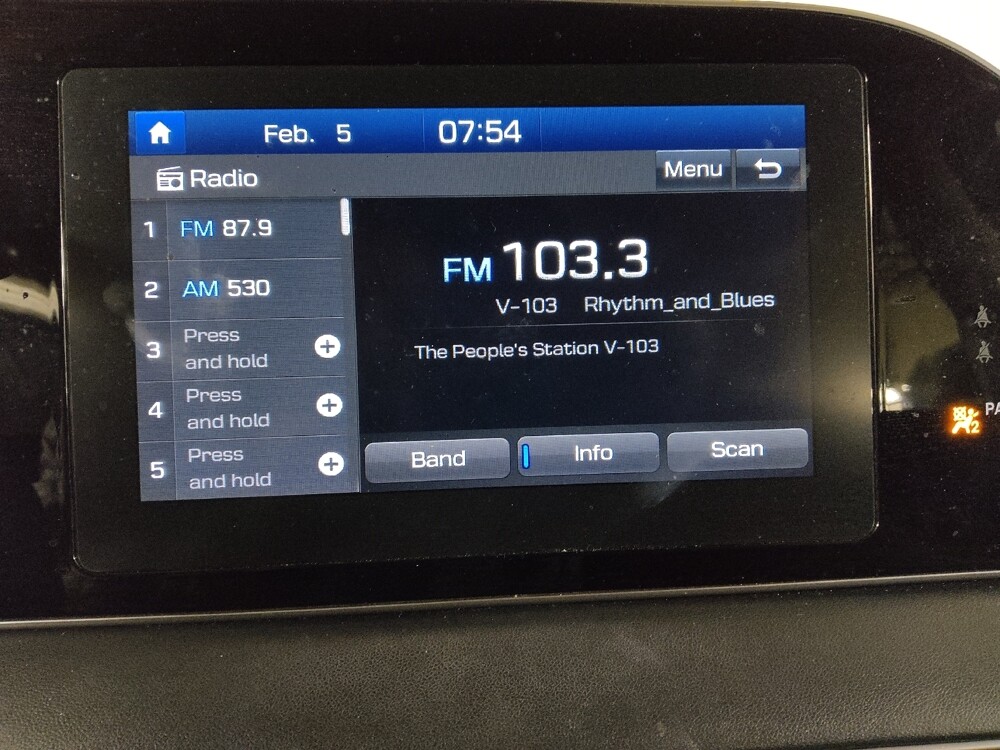 Feb. 5 07:54
Radio
Menu
1 FM 87.9
2 AM 530
3 Press
and hold
4 Press
and hold
5 Press
and hold
FM 103.3
V-103 Rhythm_and_Blues
The People's Station V-103
Band
Info
Scan
2